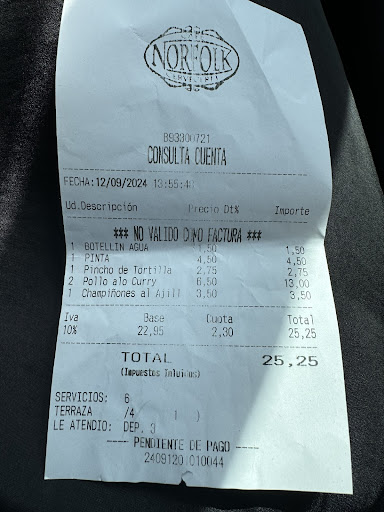 NORFOLK
CERVECERIA
B93300721
CONSULTA CUENTA
FECHA:12/09/2024 13:55:4
Ud.Descripción Precio Dt% Importe
*** NO VALIDO COMO FACTURA ***
1 BOTELLIN AGUA 1,50 1,50
1 PINTA 4,50 4,50
1 Pincho de Tortilla 2,75 2,75
2 Pollo alo Curry 6,50 13,00
1 Champiñones al Ajill 3,50 3,50
Iva Base Cuota Total
10% 22,95 2,30 25,25
TOTAL 25,25
(Impuestos Inluidos)
SERVICIOS: 6
TERRAZA /4 ( )
LE ATENDIO: DEP. 3
---- PENDIENTE DE PAGO ----
2409120 010044